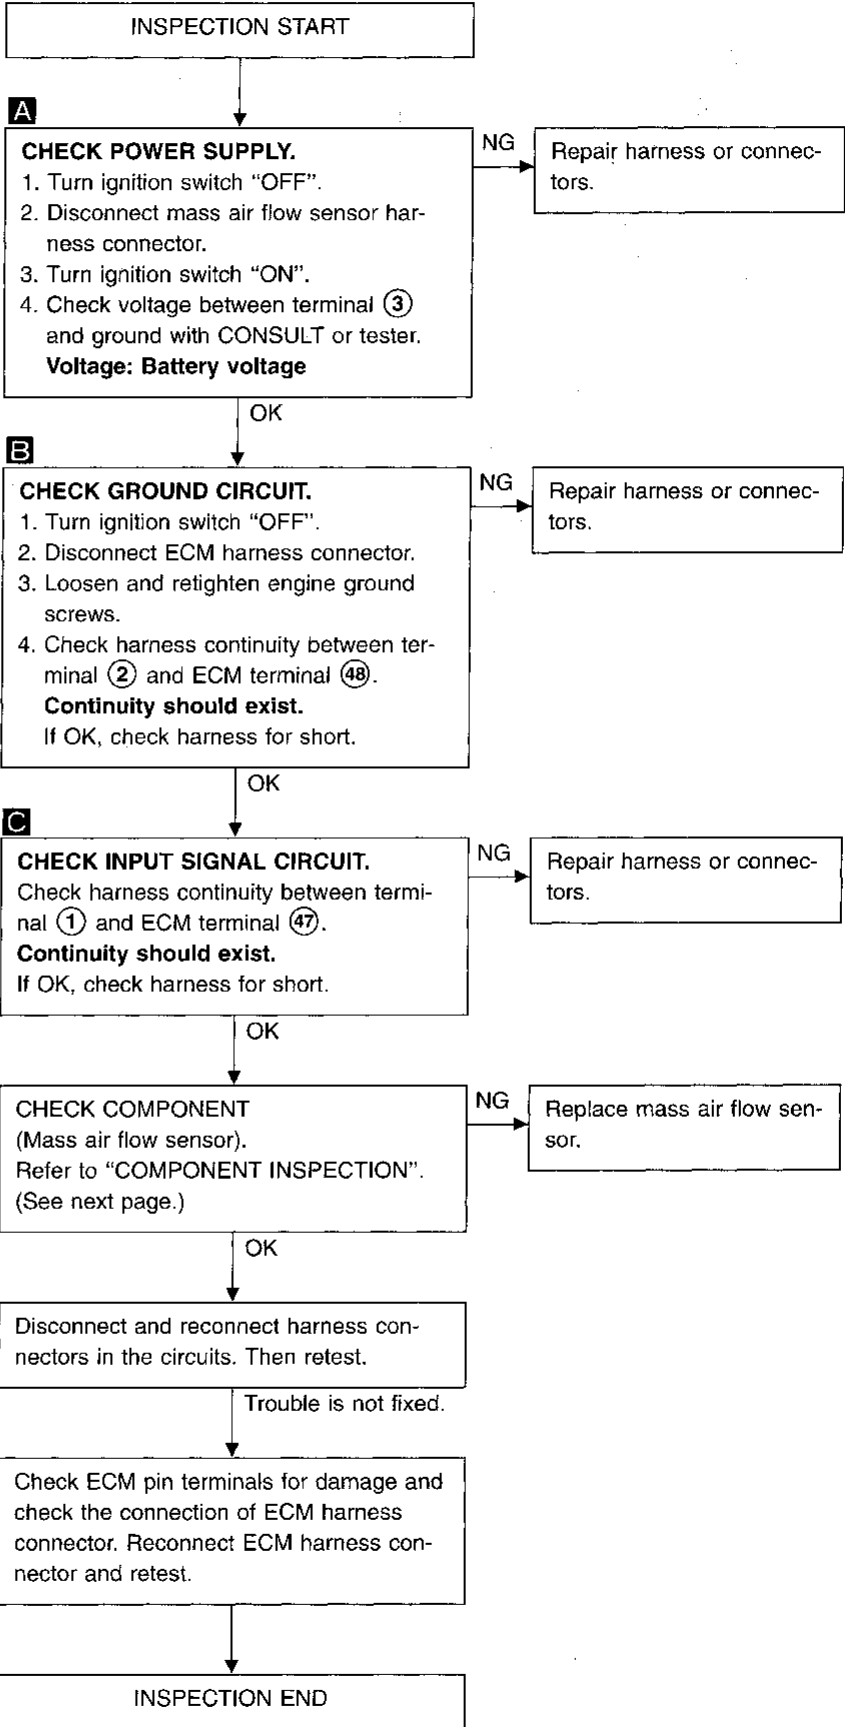 INSPECTION START
A
CHECK POWER SUPPLY.
1. Turn ignition switch “OFF”.
2. Disconnect mass air flow sensor har-
ness connector.
3. Turn ignition switch “ON”.
4. Check voltage between terminal ③
and ground with CONSULT or tester.
Voltage: Battery voltage
NG
Repair harness or connec-
tors.
OK
B
CHECK GROUND CIRCUIT.
1. Turn ignition switch “OFF”.
2. Disconnect ECM harness connector.
3. Loosen and retighten engine ground
screws.
4. Check harness continuity between ter-
minal ② and ECM terminal ㊽.
Continuity should exist.
If OK, check harness for short.
NG
Repair harness or connec-
tors.
OK
C
CHECK INPUT SIGNAL CIRCUIT.
Check harness continuity between termi-
nal ① and ECM terminal ㊼.
Continuity should exist.
If OK, check harness for short.
NG
Repair harness or connec-
tors.
OK
CHECK COMPONENT
(Mass air flow sensor).
Refer to “COMPONENT INSPECTION”.
(See next page.)
NG
Replace mass air flow sen-
sor.
OK
Disconnect and reconnect harness con-
nectors in the circuits. Then retest.
Trouble is not fixed.
Check ECM pin terminals for damage and
check the connection of ECM harness
connector. Reconnect ECM harness con-
nector and retest.
INSPECTION END